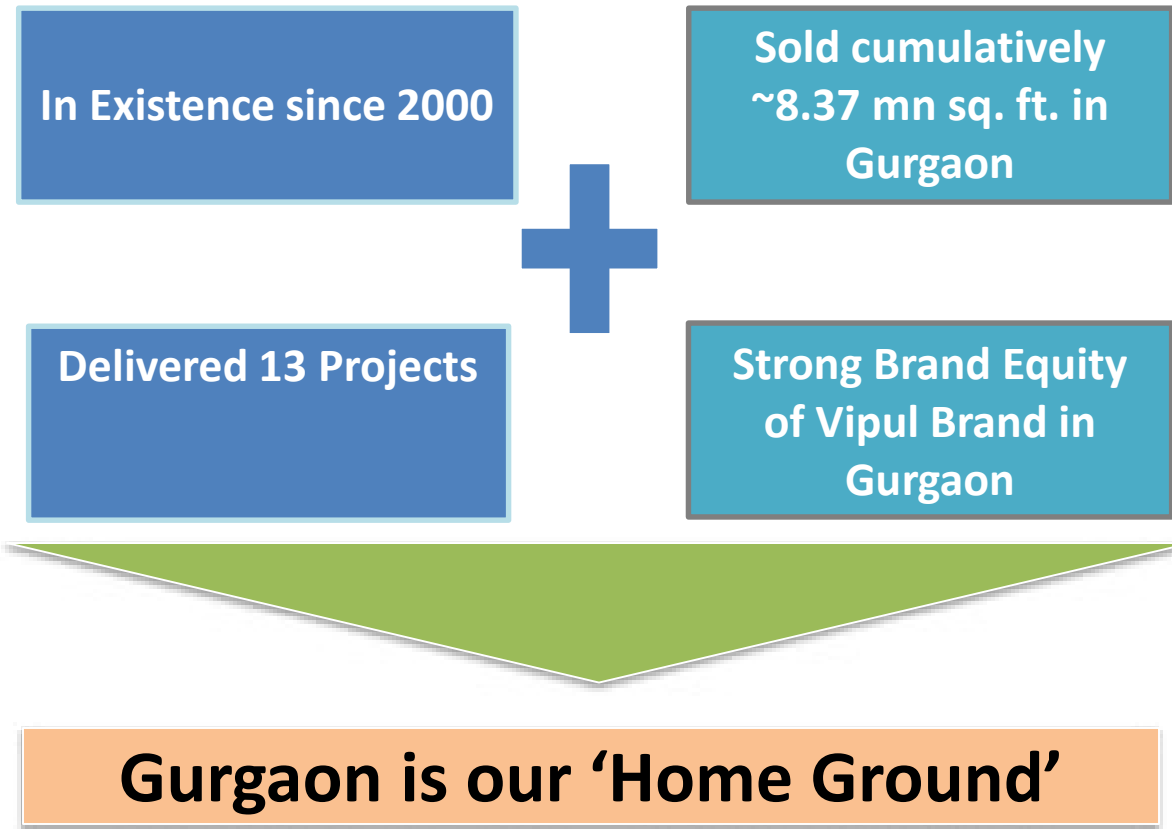 In Existence since 2000
Sold cumulatively
~8.37 mn sq. ft. in
Gurgaon
Delivered 13 Projects
Strong Brand Equity
of Vipul Brand in
Gurgaon
Gurgaon is our ‘Home Ground’